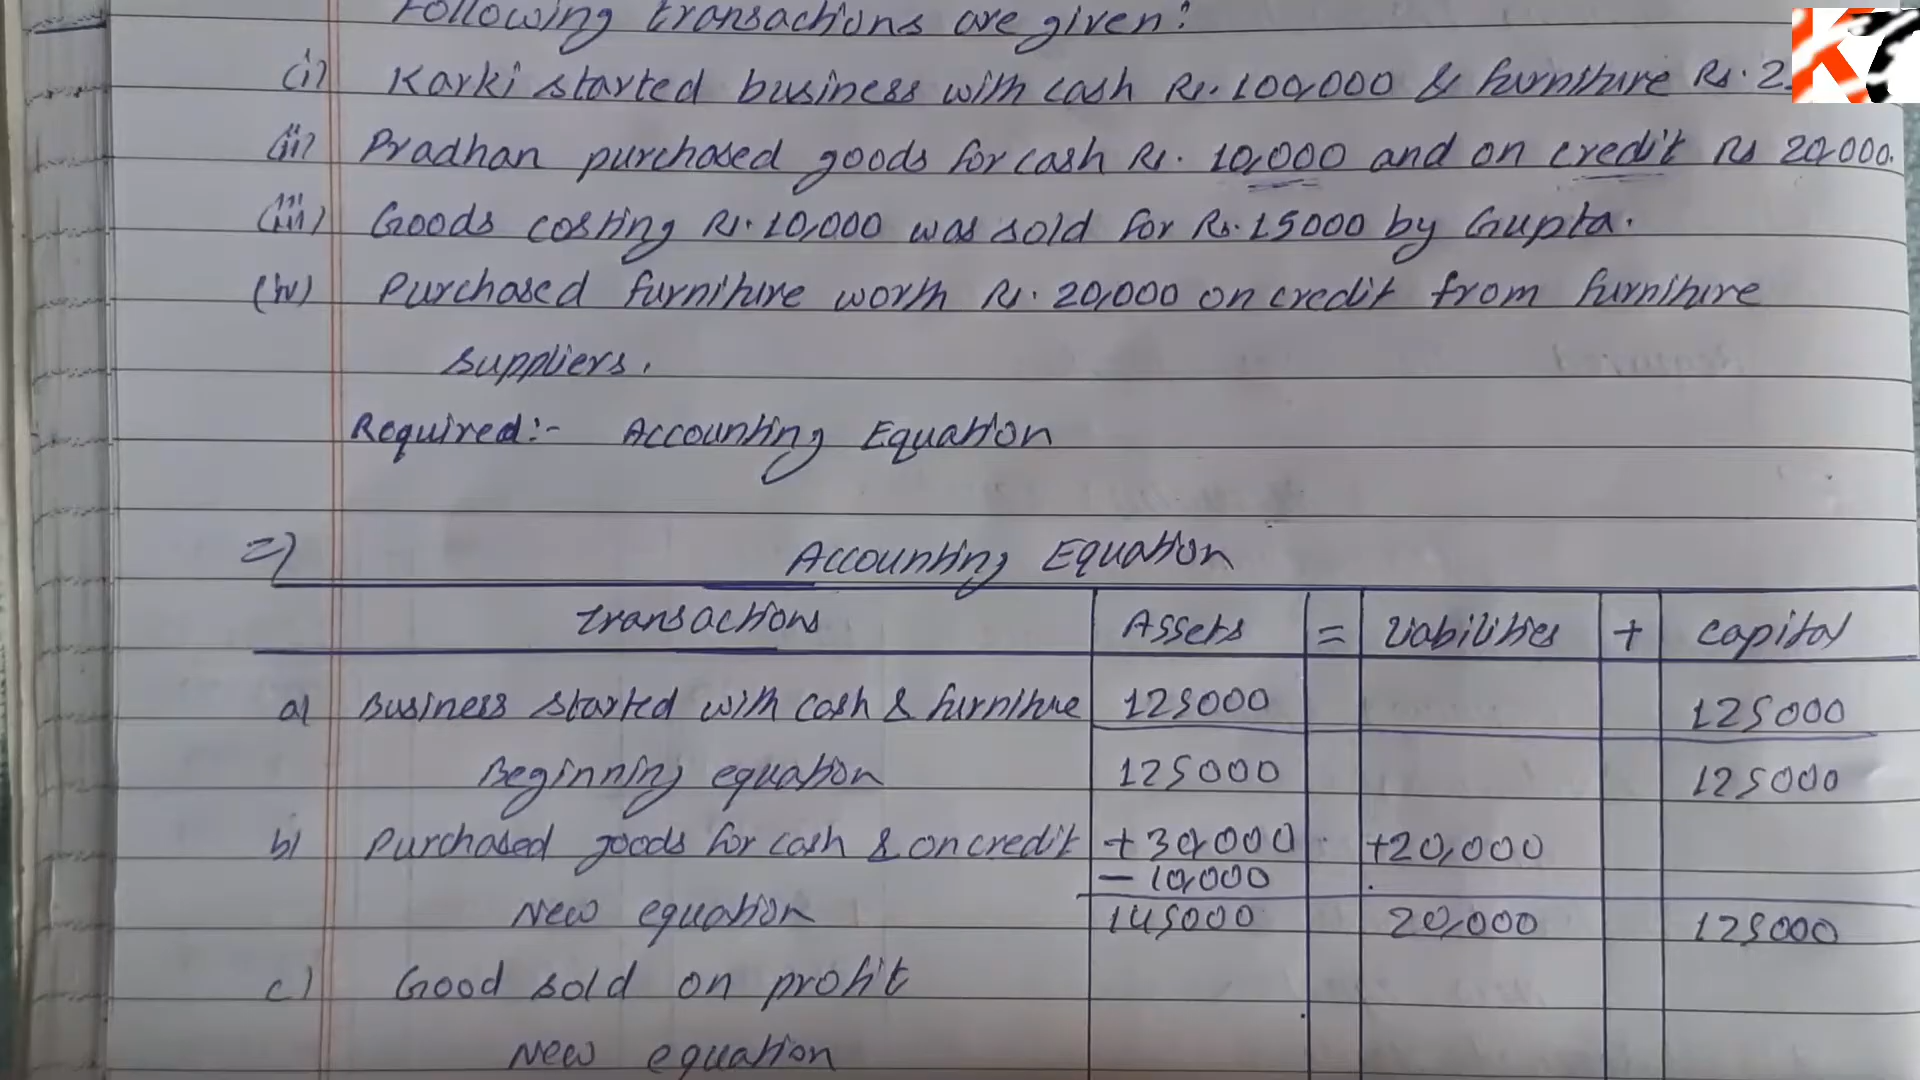 Following transactions are given:
(i) Karki started business with cash Rs. 100,000 & furniture Rs. 2
(ii) Pradhan purchased goods for cash Rs. 10,000 and on credit Rs 20,000.
(iii) Goods costing Rs. 10,000 was sold for Rs. 15000 by Gupta.
(iv) Purchased furniture worth Rs. 20,000 on credit from furniture
suppliers.
Required:- Accounting Equation
=) Accounting Equation
transactions Assets = Liabilities + Capital
a) Business started with cash & furniture 125000 125000
Beginning equation 125000 125000
b) Purchased goods for cash & on credit +30,000 +20,000
- 10,000
New equation 145000 20,000 125000
c) Good sold on profit
New equation